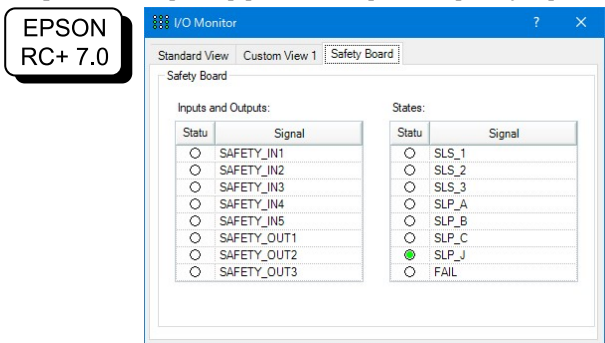 EPSON
RC+ 7.0
I/O Monitor
Standard View Custom View 1 Safety Board
Safety Board
Inputs and Outputs:
Statu Signal
SAFETY_IN1
SAFETY_IN2
SAFETY_IN3
SAFETY_IN4
SAFETY_IN5
SAFETY_OUT1
SAFETY_OUT2
SAFETY_OUT3
States:
Statu Signal
SLS_1
SLS_2
SLS_3
SLP_A
SLP_B
SLP_C
SLP_J
FAIL